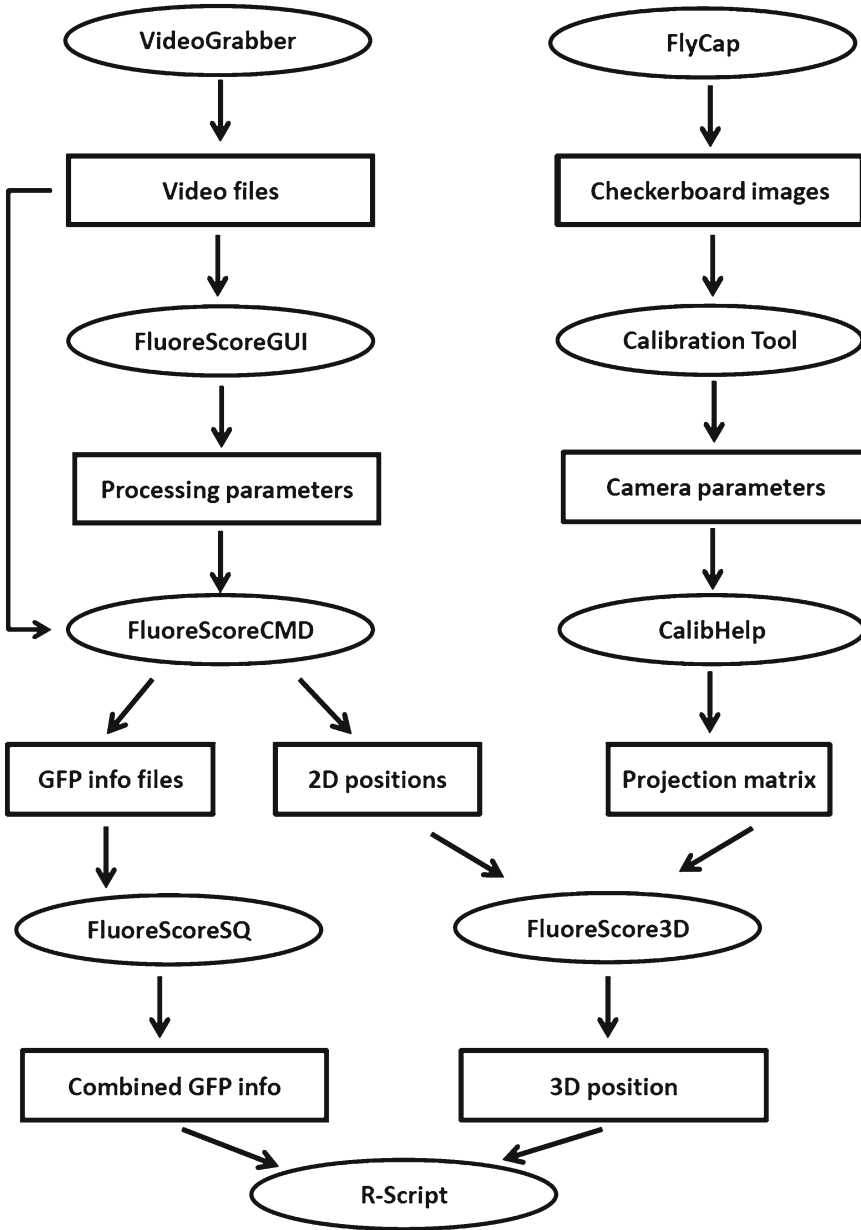 VideoGrabber
FlyCap
Video files
Checkerboard images
FluoreScoreGUI
Calibration Tool
Processing parameters
Camera parameters
FluoreScoreCMD
CalibHelp
GFP info files
2D positions
Projection matrix
FluoreScoreSQ
FluoreScore3D
Combined GFP info
3D position
R-Script